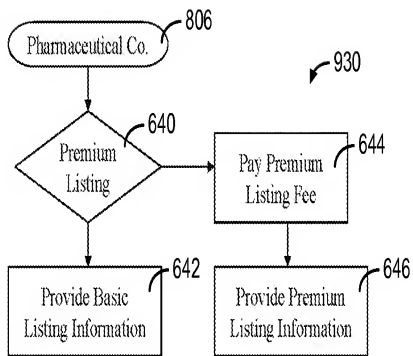 Pharmaceutical Co.
806
930
Premium
Listing
640
Pay Premium
Listing Fee
644
Provide Basic
Listing Information
642
Provide Premium
Listing Information
646